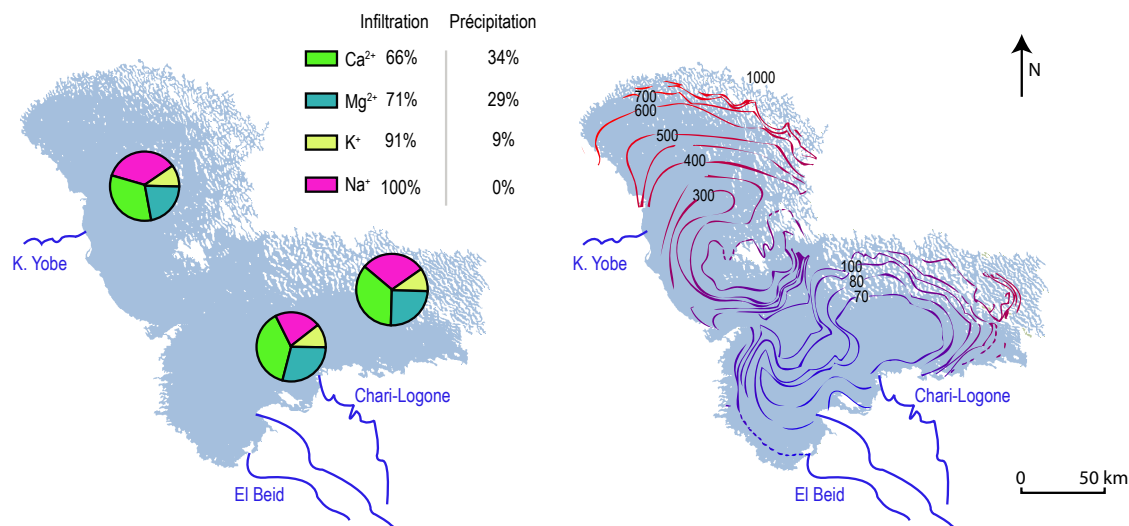 Infiltration Précipitation
Ca²⁺ 66% 34%
Mg²⁺ 71% 29%
K⁺ 91% 9%
Na⁺ 100% 0%
K. Yobe
Chari-Logone
El Beid
N
1000
700
600
500
400
300
100
80
70
K. Yobe
Chari-Logone
El Beid
0 50 km